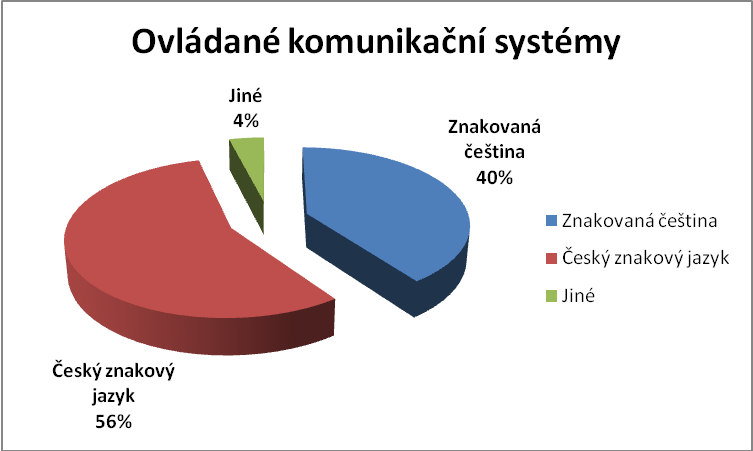 Ovládané komunikační systémy
Jiné
4%
Znakovaná
čeština
40%
Znakovaná čeština
Český znakový jazyk
Jiné
Český znakový
jazyk
56%